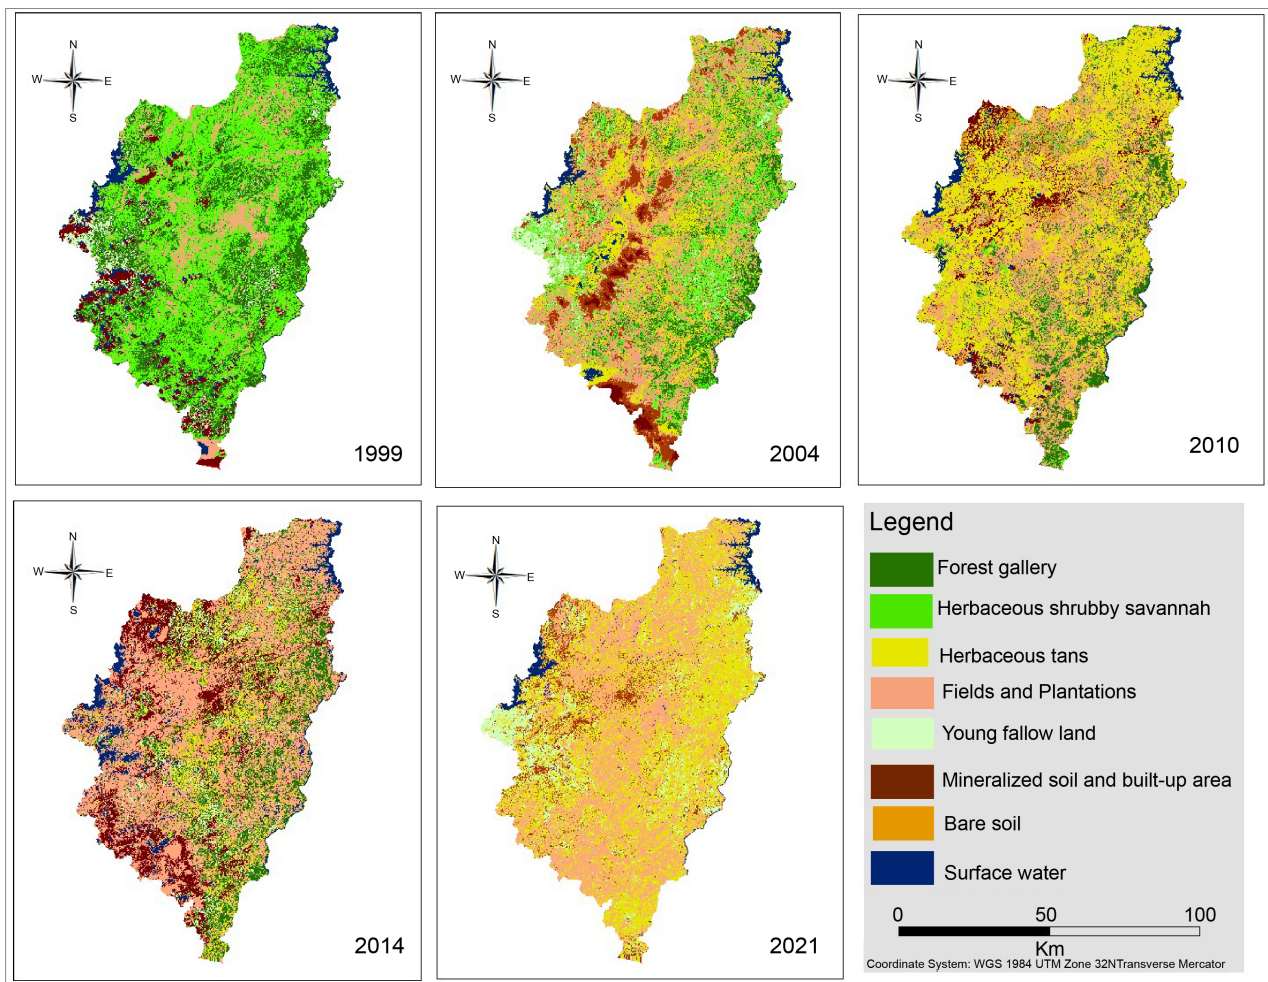 N
W E
S
1999
N
W E
S
2004
N
W E
S
2010
N
W E
S
2014
N
W E
S
2021
Legend
Forest gallery
Herbaceous shrubby savannah
Herbaceous tans
Fields and Plantations
Young fallow land
Mineralized soil and built-up area
Bare soil
Surface water
0 50 100
Km
Coordinate System: WGS 1984 UTM Zone 32NTransverse Mercator